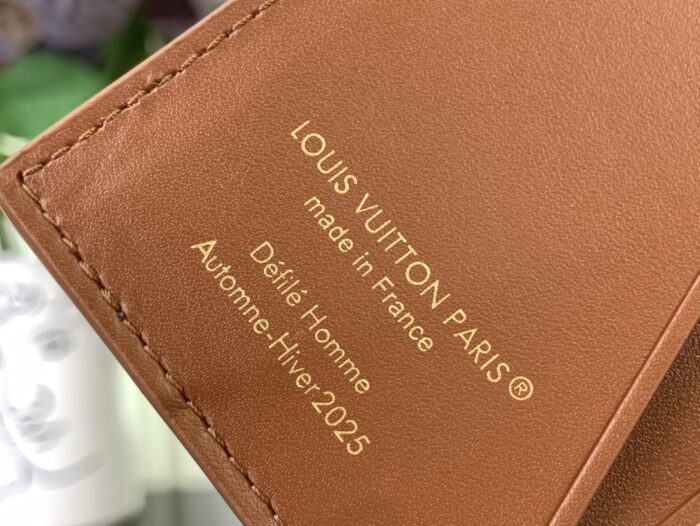 LOUIS VUITTON PARIS®
made in France
Défilé Homme
Automne-Hiver2025